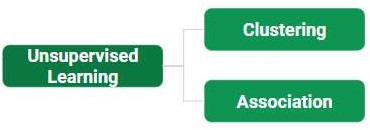 Unsupervised
Learning
Clustering
Association